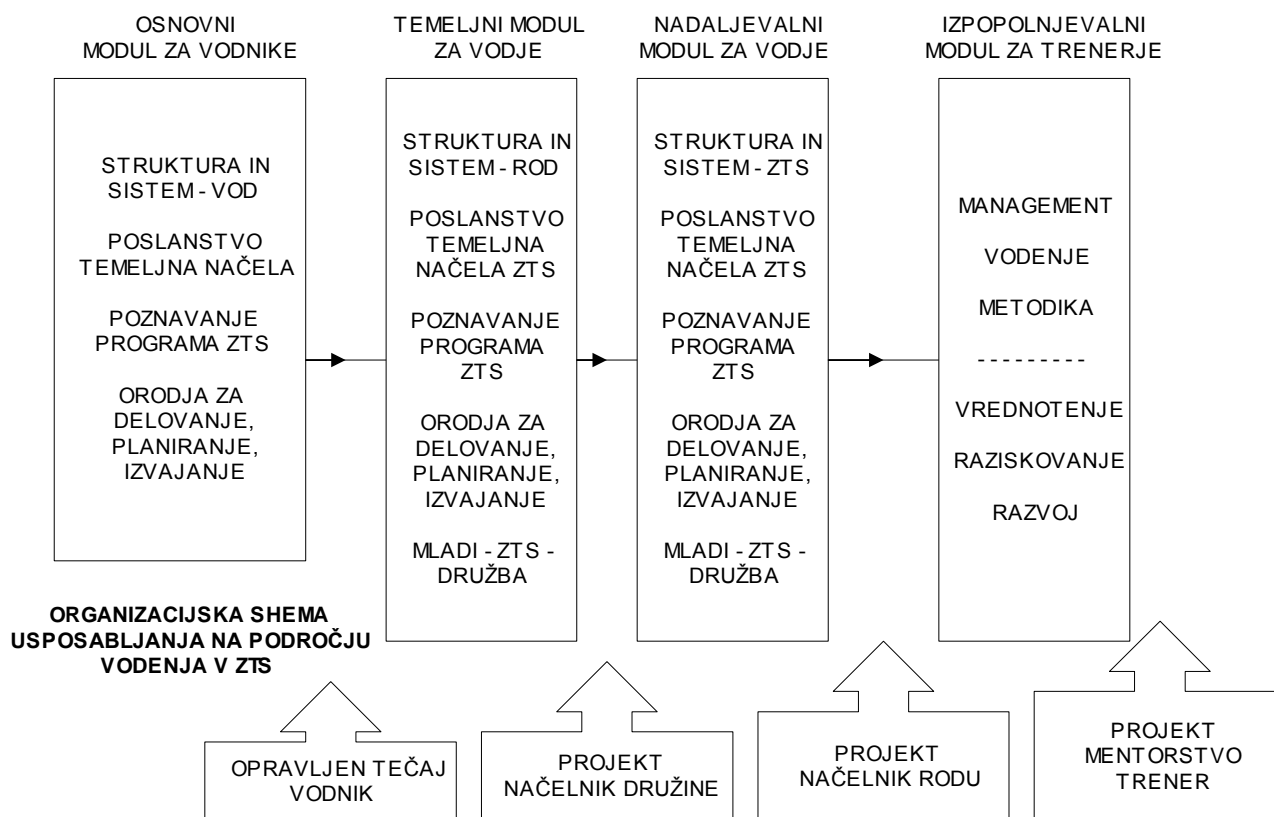 OSNOVNI
MODUL ZA VODNIKE
TEMELJNI MODUL
ZA VODJE
NADALJEVALNI
MODUL ZA VODJE
IZPOPOLNJEVALNI
MODUL ZA TRENERJE
STRUKTURA IN
SISTEM - VOD
POSLANSTVO
TEMELJNA NAČELA
POZNAVANJE
PROGRAMA ZTS
ORODJA ZA
DELOVANJE,
PLANIRANJE,
IZVAJANJE
STRUKTURA IN
SISTEM - ROD
POSLANSTVO
TEMELJNA
NAČELA ZTS
POZNAVANJE
PROGRAMA
ZTS
ORODJA ZA
DELOVANJE,
PLANIRANJE,
IZVAJANJE
MLADI - ZTS -
DRUŽBA
STRUKTURA IN
SISTEM - ZTS
POSLANSTVO
TEMELJNA
NAČELA ZTS
POZNAVANJE
PROGRAMA
ZTS
ORODJA ZA
DELOVANJE,
PLANIRANJE,
IZVAJANJE
MLADI - ZTS -
DRUŽBA
MANAGEMENT
VODENJE
METODIKA
- - - - - - - - -
VREDNOTENJE
RAZISKOVANJE
RAZVOJ
ORGANIZACIJSKA SHEMA
USPOSABLJANJA NA PODROČJU
VODENJA V ZTS
OPRAVLJEN TEČAJ
VODNIK
PROJEKT
NAČELNIK DRUŽINE
PROJEKT
NAČELNIK RODU
PROJEKT
MENTORSTVO
TRENER